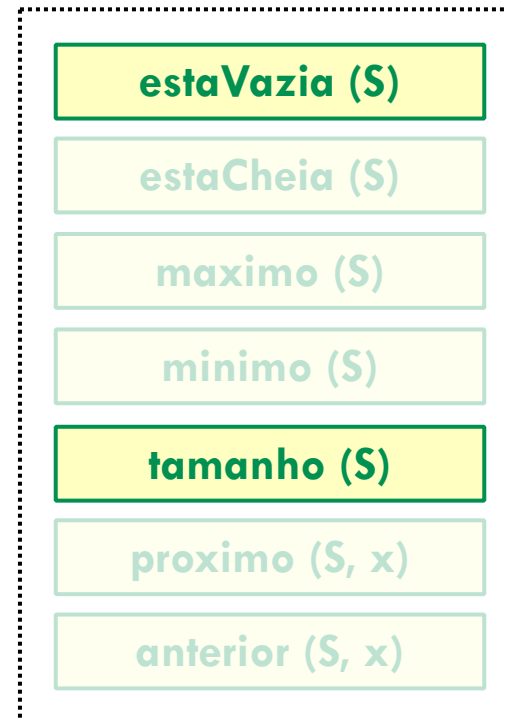 estaVazia (S)
estaCheia (S)
maximo (S)
minimo (S)
tamanho (S)
proximo (S, x)
anterior (S, x)